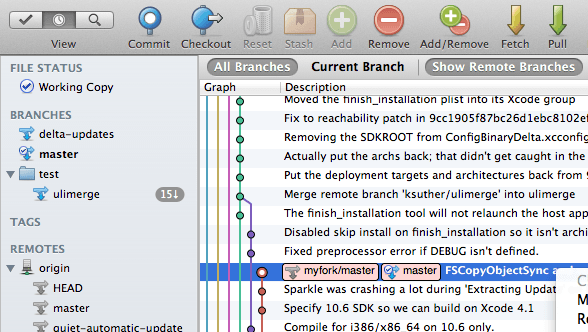 View Commit Checkout Reset Stash Add Remove Add/Remove Fetch Pull
All Branches Current Branch Show Remote Branches
FILE STATUS
Working Copy
BRANCHES
delta-updates
master
test
ulimerge 15↓
TAGS
REMOTES
origin
HEAD
master
quiet-automatic-update
Graph Description
Moved the finish_installation plist into its Xcode group
Fix to reachability patch in 9cc1905f87bc26d1ebc8102ef
Removing the SDKROOT from ConfigBinaryDelta.xcconfig
Actually put the archs back; that didn't get caught in the
Put the deployment targets and architectures back from
Merge remote branch 'ksuther/ulimerge' into ulimerge
The finish_installation tool will not relaunch the host app
Disabled skip install on finish_installation so it isn't archi
Fixed preprocessor error if DEBUG isn't defined.
myfork/master master FSCopyObjectSync
Sparkle was crashing a lot during 'Extracting Updat
Specify 10.6 SDK so we can build on Xcode 4.1
Compile for i386/x86_64 on 10.6 only.